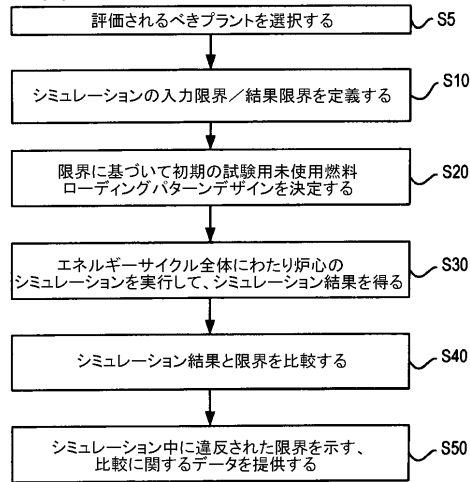 評価されるべきプラントを選択する
S5
シミュレーションの入力限界／結果限界を定義する
S10
限界に基づいて初期の試験用未使用燃料
ローディングパターンデザインを決定する
S20
エネルギーサイクル全体にわたり炉心の
シミュレーションを実行して、シミュレーション結果を得る
S30
シミュレーション結果と限界を比較する
S40
シミュレーション中に違反された限界を示す、
比較に関するデータを提供する
S50